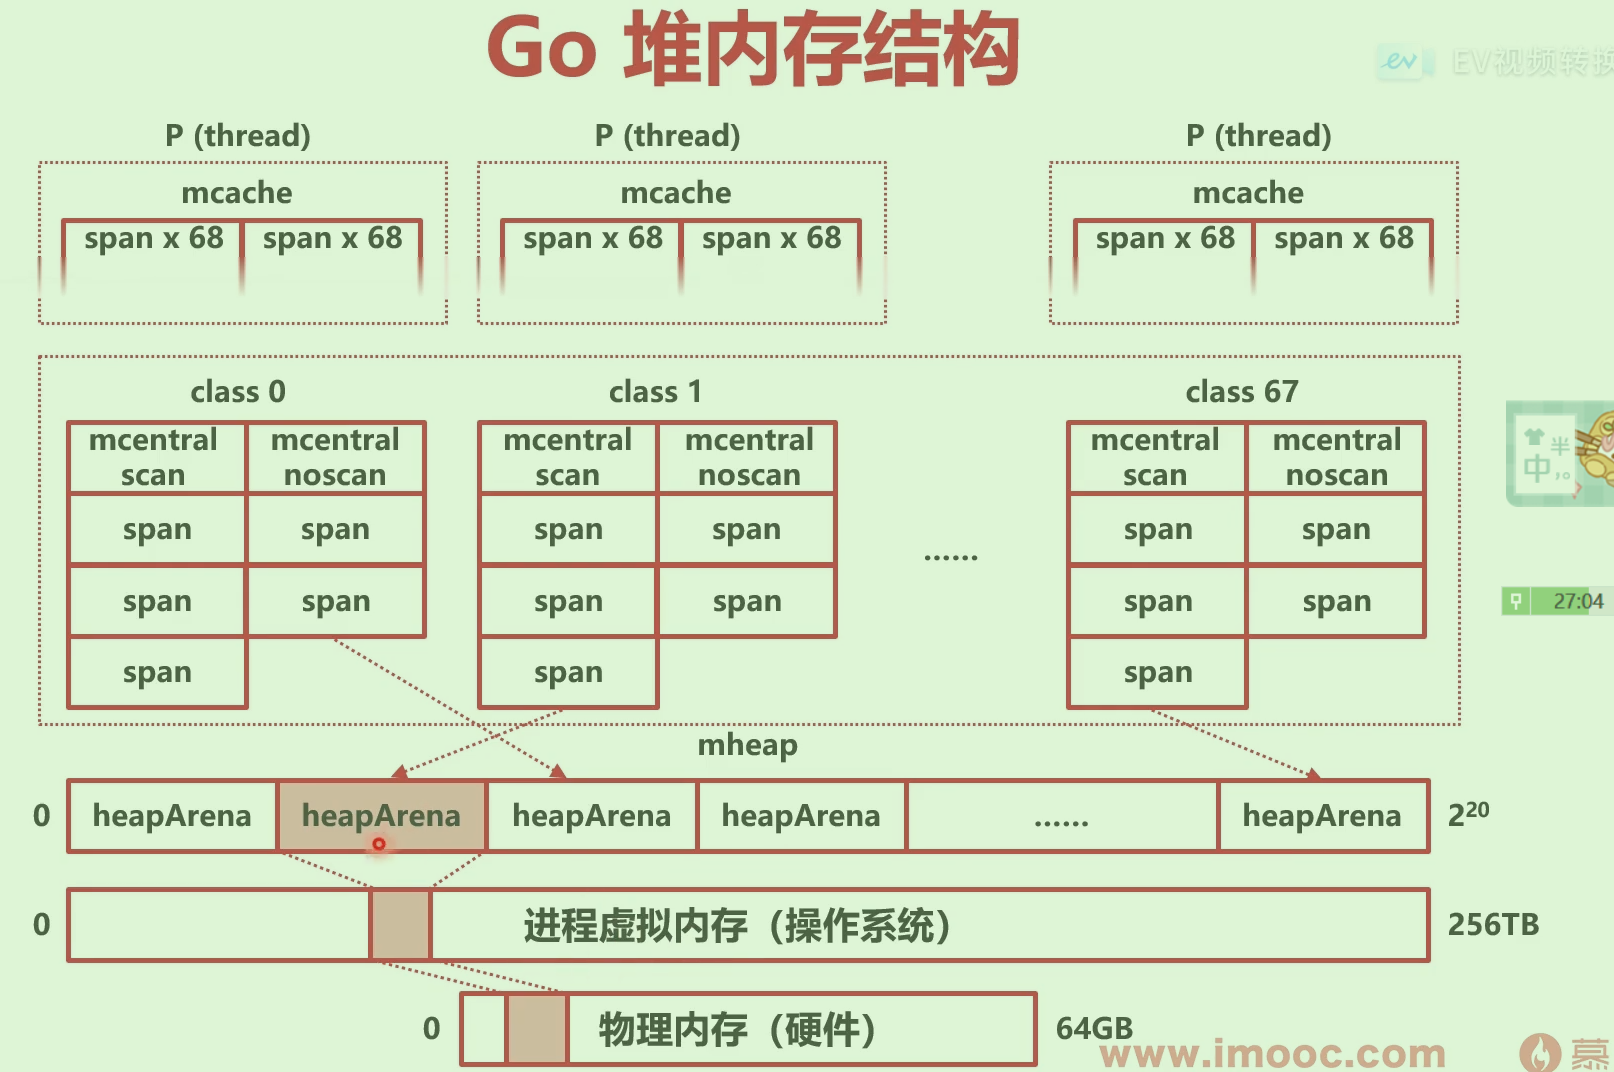 Go 堆内存结构
EV视频转换
P (thread) P (thread) P (thread)
mcache mcache mcache
span x 68 span x 68 span x 68 span x 68 span x 68 span x 68
class 0 class 1 class 67
mcentral scan mcentral noscan mcentral scan mcentral noscan mcentral scan mcentral noscan
span span span span span span
span span span span …… span span
span span span
mheap
0 heapArena heapArena heapArena heapArena …… heapArena 2²⁰
0 进程虚拟内存（操作系统） 256TB
0 物理内存（硬件） 64GB
www.imooc.com 慕
半
中
27:04